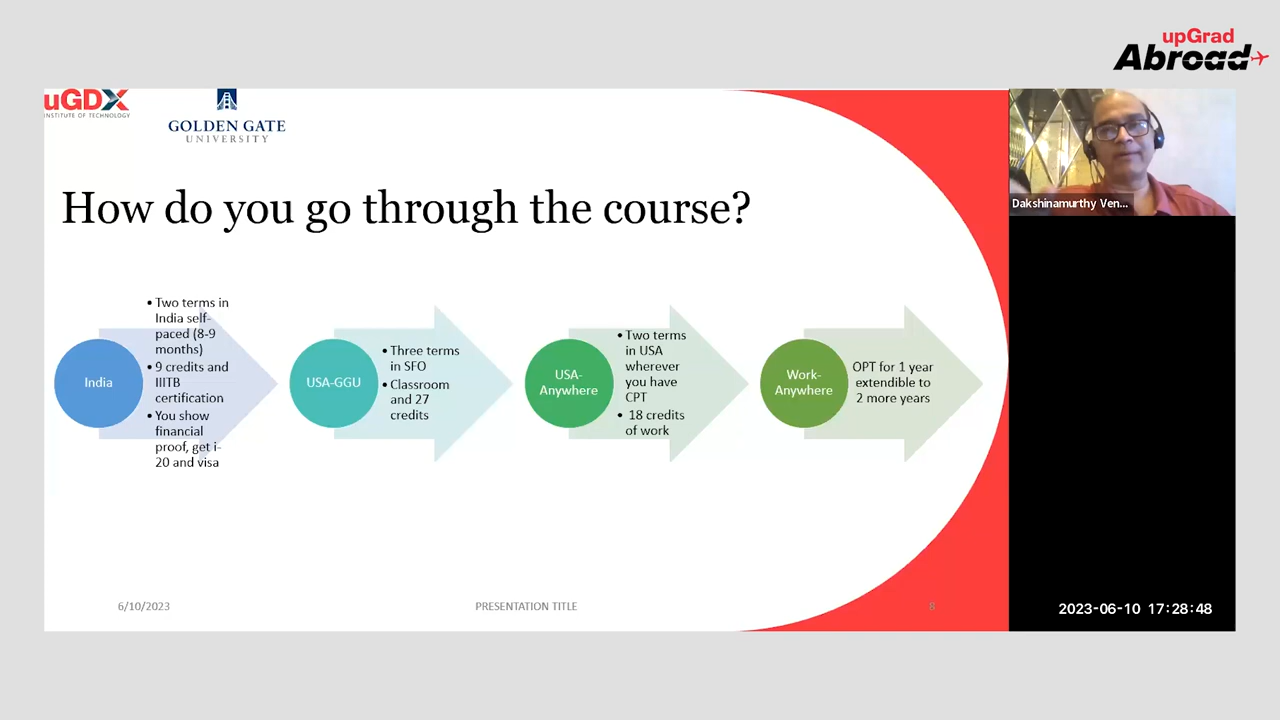 upGrad
Abroad
uGDX
INSTITUTE OF TECHNOLOGY
GOLDEN GATE
UNIVERSITY
How do you go through the course?
India
• Two terms in
India self-
paced (8-9
months)
• 9 credits and
IIITB
certification
• You show
financial
proof, get i-
20 and visa
USA-GGU
• Three terms
in SFO
• Classroom
and 27
credits
USA-
Anywhere
• Two terms
in USA
wherever
you have
CPT
• 18 credits
of work
Work-
Anywhere
OPT for 1 year
extendible to
2 more years
Dakshinamurthy Ven...
6/10/2023
PRESENTATION TITLE
8
2023-06-10 17:28:48